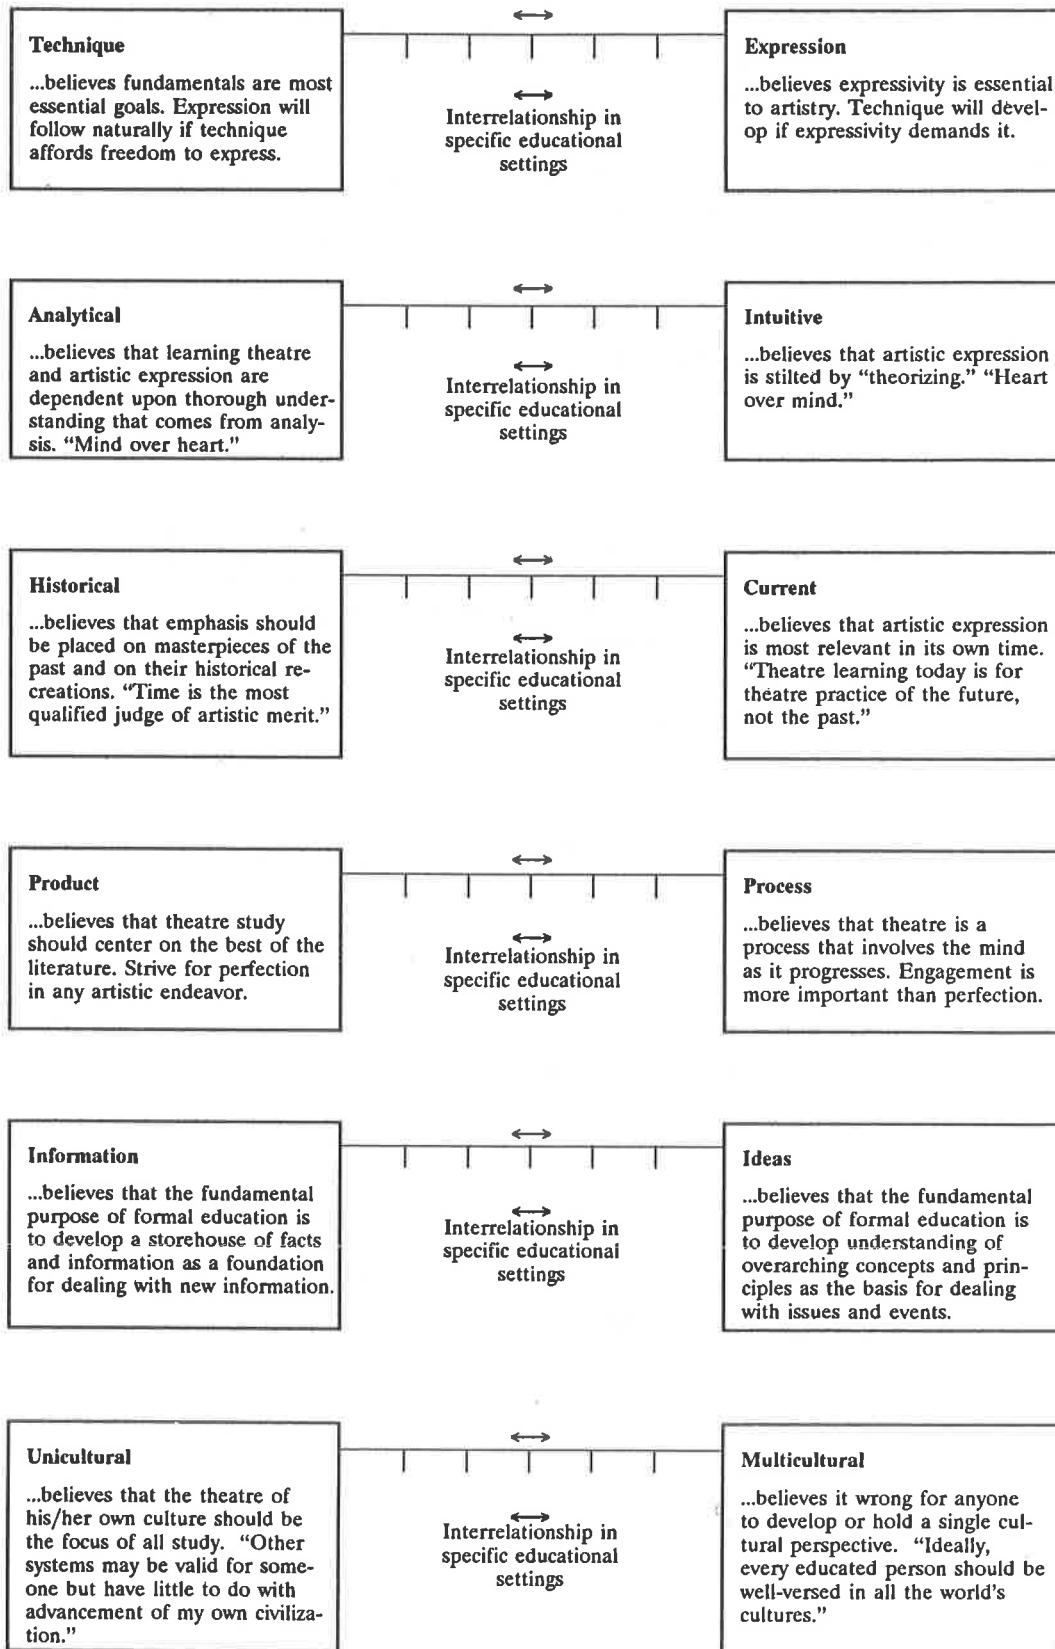 Technique
...believes fundamentals are most
essential goals. Expression will
follow naturally if technique
affords freedom to express.
Interrelationship in
specific educational
settings
Expression
...believes expressivity is essential
to artistry. Technique will devel-
op if expressivity demands it.
Analytical
...believes that learning theatre
and artistic expression are
dependent upon thorough under-
standing that comes from analy-
sis. “Mind over heart.”
Interrelationship in
specific educational
settings
Intuitive
...believes that artistic expression
is stilted by “theorizing.” “Heart
over mind.”
Historical
...believes that emphasis should
be placed on masterpieces of the
past and on their historical re-
creations. “Time is the most
qualified judge of artistic merit.”
Interrelationship in
specific educational
settings
Current
...believes that artistic expression
is most relevant in its own time.
“Theatre learning today is for
theatre practice of the future,
not the past.”
Product
...believes that theatre study
should center on the best of the
literature. Strive for perfection
in any artistic endeavor.
Interrelationship in
specific educational
settings
Process
...believes that theatre is a
process that involves the mind
as it progresses. Engagement is
more important than perfection.
Information
...believes that the fundamental
purpose of formal education is
to develop a storehouse of facts
and information as a foundation
for dealing with new information.
Interrelationship in
specific educational
settings
Ideas
...believes that the fundamental
purpose of formal education is
to develop understanding of
overarching concepts and prin-
ciples as the basis for dealing
with issues and events.
Unicultural
...believes that the theatre of
his/her own culture should be
the focus of all study. “Other
systems may be valid for some-
one but have little to do with
advancement of my own civiliza-
tion.”
Interrelationship in
specific educational
settings
Multicultural
...believes it wrong for anyone
to develop or hold a single cul-
tural perspective. “Ideally,
every educated person should be
well-versed in all the world's
cultures.”